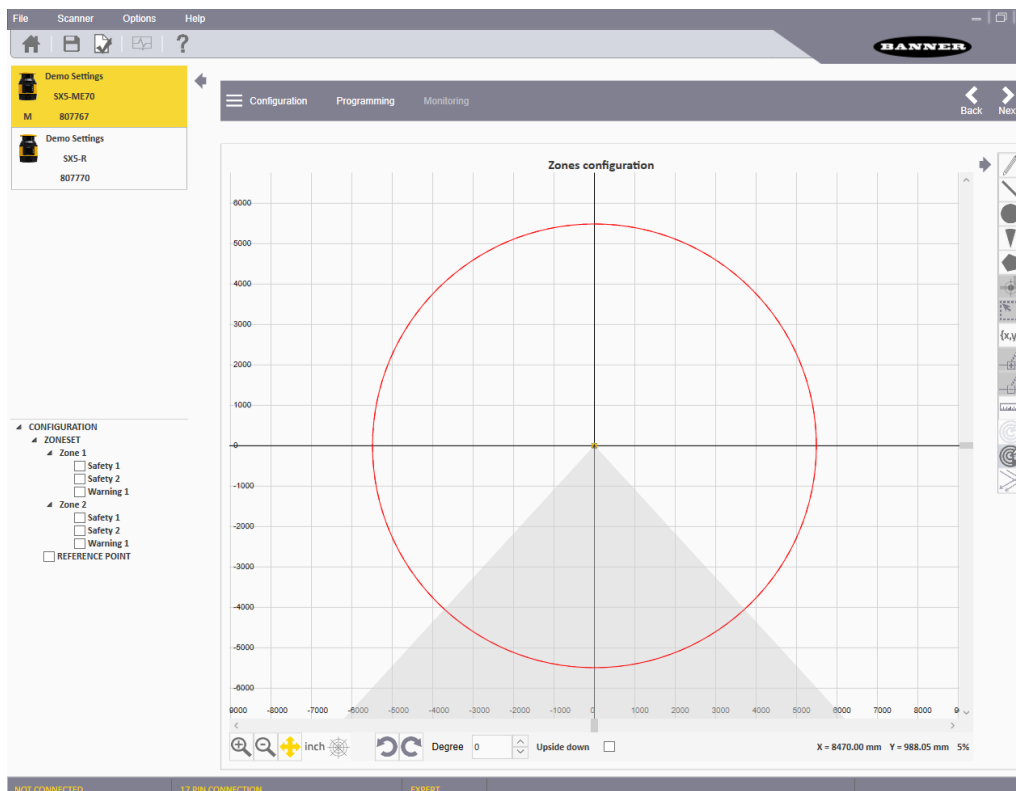 File Scanner Options Help
BANNER
Demo Settings
SX5-ME70
M 807767
Demo Settings
SX5-R
807770
Configuration Programming Monitoring Back Next
Zones configuration
6000
5000
4000
3000
2000
1000
0
-1000
-2000
-3000
-4000
-5000
-6000
9000 -8000 -7000 -6000 -5000 -4000 -3000 -2000 -1000 0 1000 2000 3000 4000 5000 6000 7000 8000 9
{x,y
CONFIGURATION
ZONESET
Zone 1
Safety 1
Safety 2
Warning 1
Zone 2
Safety 1
Safety 2
Warning 1
REFERENCE POINT
inch Degree 0 Upside down X = 8470.00 mm Y = 988.05 mm 5%
NOT CONNECTED 17 PIN CONNECTION EXPERT